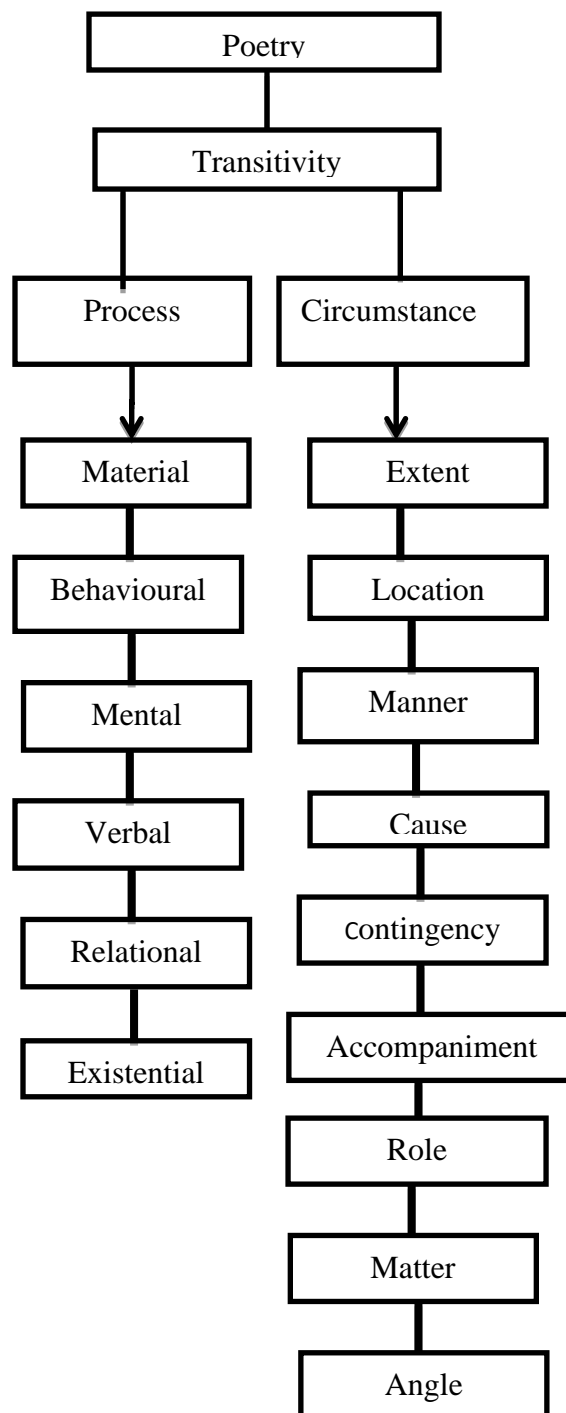 Poetry
Transitivity
Process
Circumstance
Material
Extent
Behavioural
Location
Mental
Manner
Verbal
Cause
Contingency
Relational
Accompaniment
Existential
Role
Matter
Angle